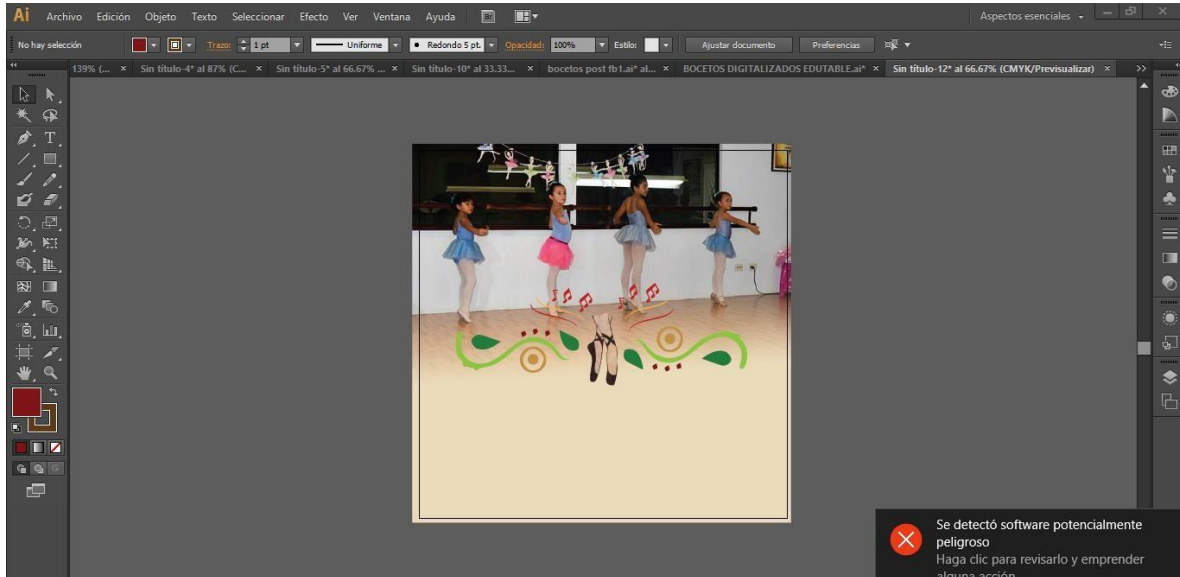 Ai Archivo Edición Objeto Texto Seleccionar Efecto Ver Ventana Ayuda Br Aspectos esenciales
No hay selección Trazo: 1 pt Uniforme Redondo 5 pt. Opacidad: 100% Estilo: Ajustar documento Preferencias
139% (... × Sin título-4* al 87% (C... × Sin título-5* al 66.67% ... × Sin título-10* al 33.33... × bocetos post fb1.ai* al... × BOCETOS DIGITALIZADOS EDUTABLE.ai* × Sin título-12* al 66.67% (CMYK/Previsualizar) ×
Se detectó software potencialmente
peligroso
Haga clic para revisarlo y emprender
alguna acción